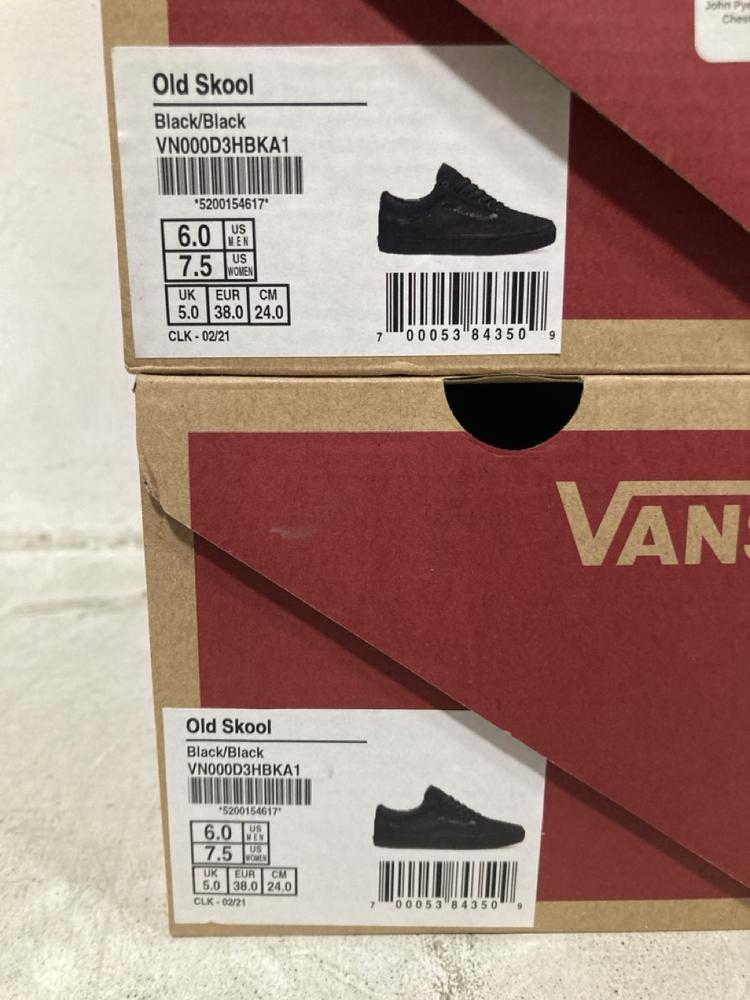 John Pye
Old Skool
Black/Black
VN000D3HBKA1
*5200154617*
6.0 US MEN
7.5 US WOMEN
UK EUR CM
5.0 38.0 24.0
CLK - 02/21
7 00053 84350 9
VANS
Old Skool
Black/Black
VN000D3HBKA1
*5200154617*
6.0 US MEN
7.5 US WOMEN
UK EUR CM
5.0 38.0 24.0
CLK - 02/21
7 00053 84350 9